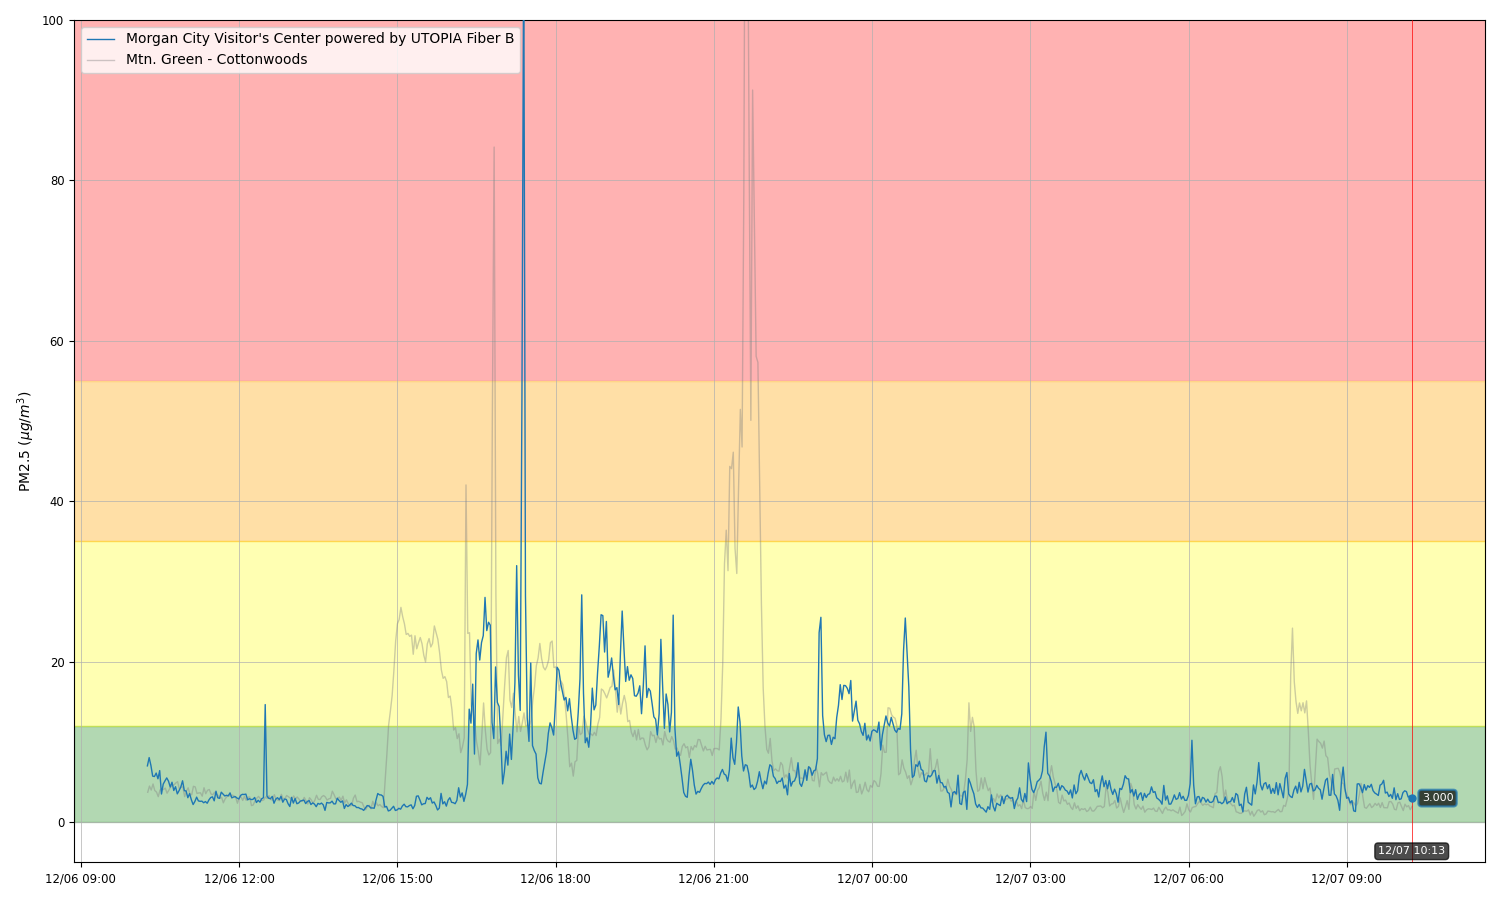 100
Morgan City Visitor's Center powered by UTOPIA Fiber B
Mtn. Green - Cottonwoods
80
60
PM2.5 (μg/m³)
40
20
3.000
0
12/07 10:13
12/06 09:00 12/06 12:00 12/06 15:00 12/06 18:00 12/06 21:00 12/07 00:00 12/07 03:00 12/07 06:00 12/07 09:00